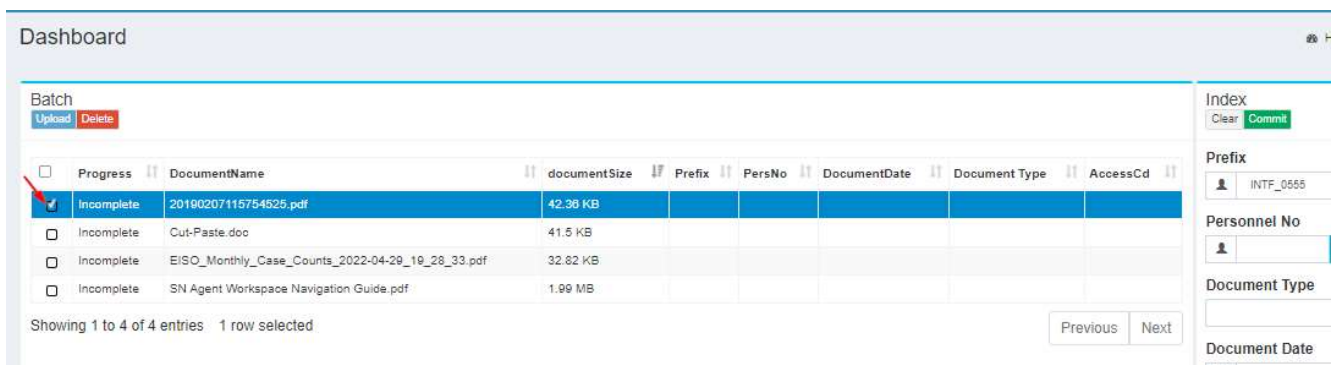 Dashboard
Batch
Upload Delete
Progress DocumentName documentSize Prefix PersNo DocumentDate Document Type AccessCd
Incomplete 20190207115754525.pdf 42.36 KB
Incomplete Cut-Paste.doc 41.5 KB
Incomplete EISO_Monthly_Case_Counts_2022-04-29_19_28_33.pdf 32.82 KB
Incomplete SN Agent Workspace Navigation Guide.pdf 1.99 MB
Showing 1 to 4 of 4 entries 1 row selected
Previous Next
Index
Clear Commit
Prefix
INTF_0555
Personnel No
Document Type
Document Date